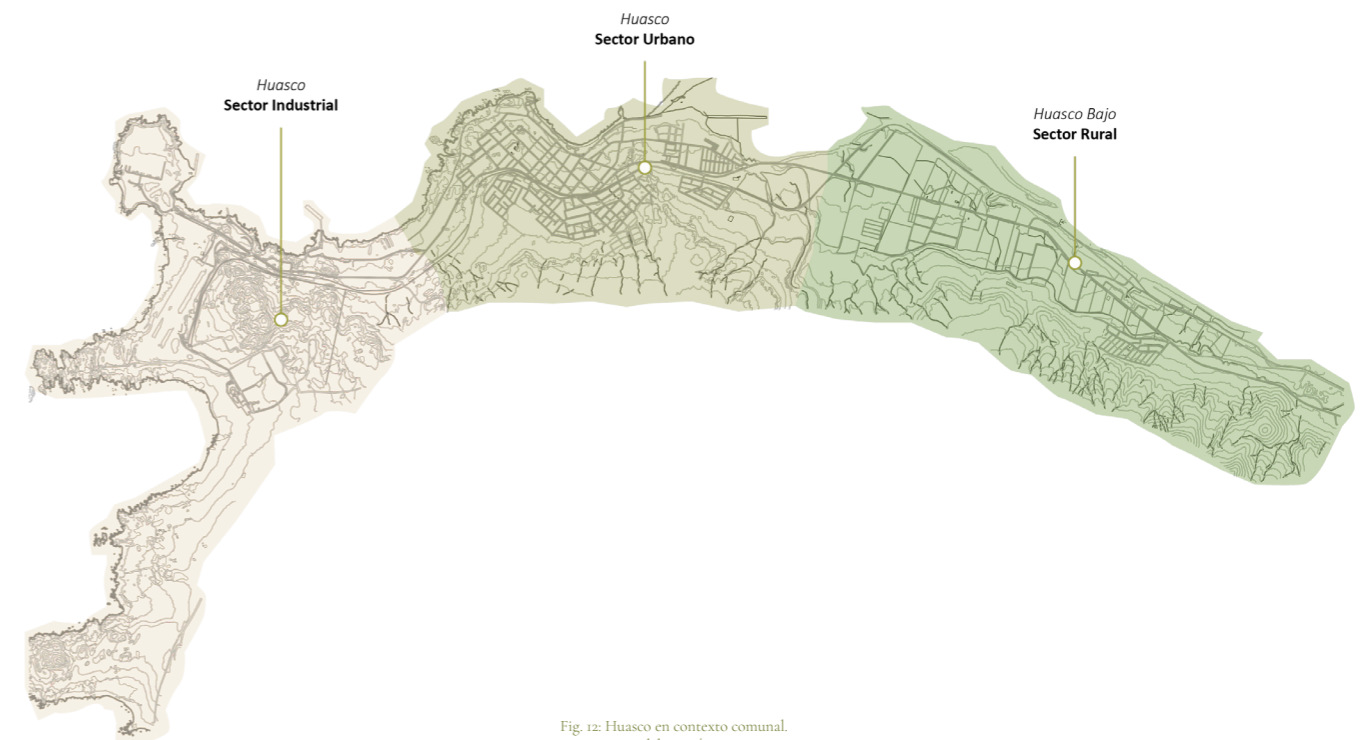 Huasco
Sector Urbano
Huasco
Sector Industrial
Huasco Bajo
Sector Rural
Fig. 12: Huasco en contexto comunal.